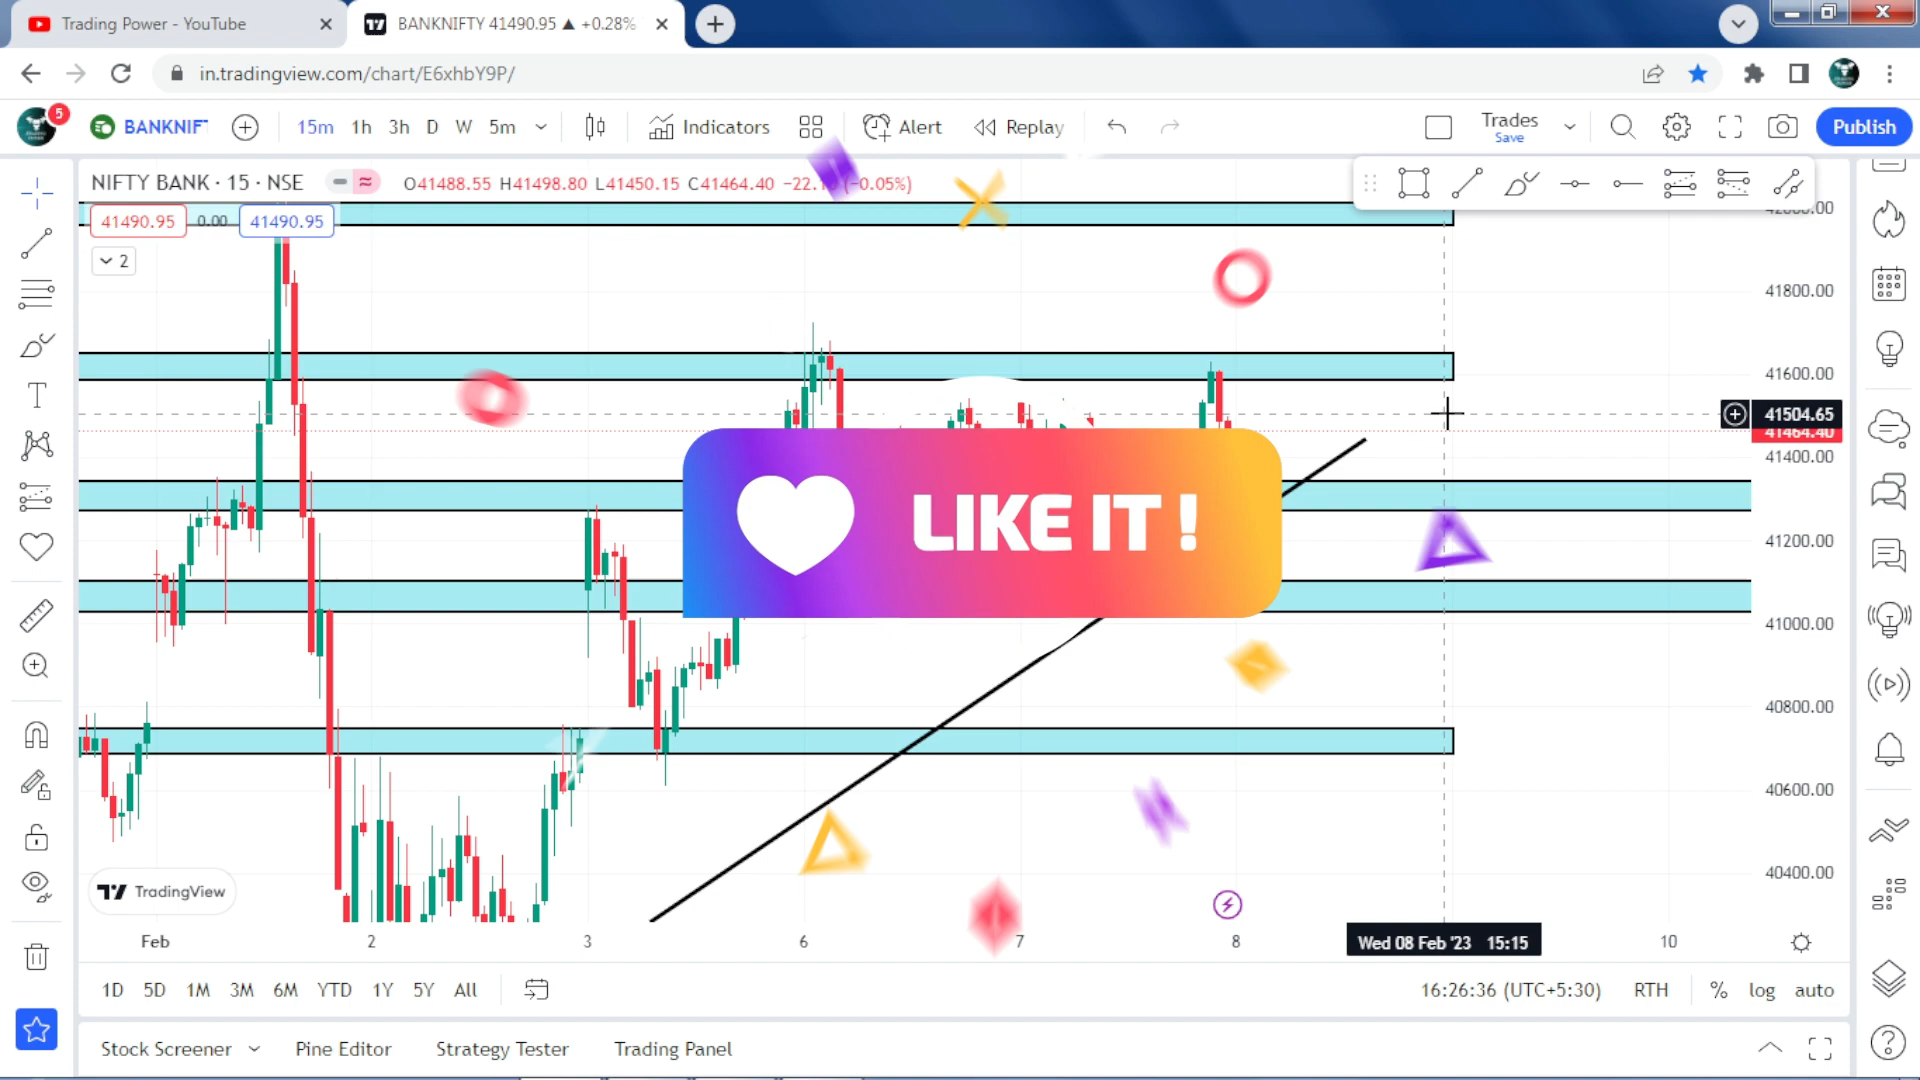 Trading Power - YouTube
BANKNIFTY 41490.95 ▲ +0.28%
in.tradingview.com/chart/E6xhbY9P/
5
BANKNIF
15m 1h 3h D W 5m
Indicators
Alert
Replay
Trades
Save
Publish
NIFTY BANK · 15 · NSE
O41488.55 H41498.80 L41450.15 C41464.40
(−0.05%)
41490.95
0.00
41490.95
2
41800.00
41600.00
41504.65
41464.40
41400.00
41200.00
41000.00
40800.00
40600.00
40400.00
LIKE IT !
TradingView
Feb 2 3 6 7 8 10
Wed 08 Feb '23 15:15
1D 5D 1M 3M 6M YTD 1Y 5Y All
16:26:36 (UTC+5:30) RTH % log auto
Stock Screener Pine Editor Strategy Tester Trading Panel